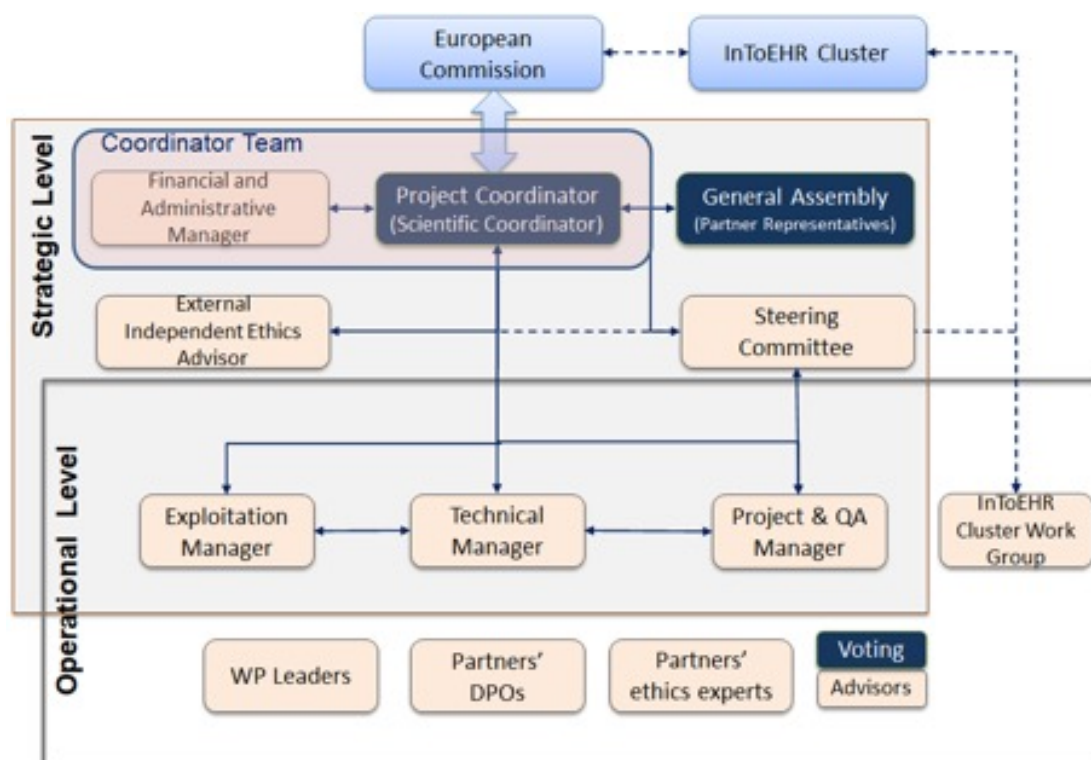 European
Commission
InToEHR Cluster
Strategic Level
Coordinator Team
Financial and
Administrative
Manager
Project Coordinator
(Scientific Coordinator)
General Assembly
(Partner Representatives)
External
Independent Ethics
Advisor
Steering
Committee
Operational Level
Exploitation
Manager
Technical
Manager
Project & QA
Manager
InToEHR
Cluster Work
Group
WP Leaders
Partners'
DPOs
Partners'
ethics experts
Voting
Advisors